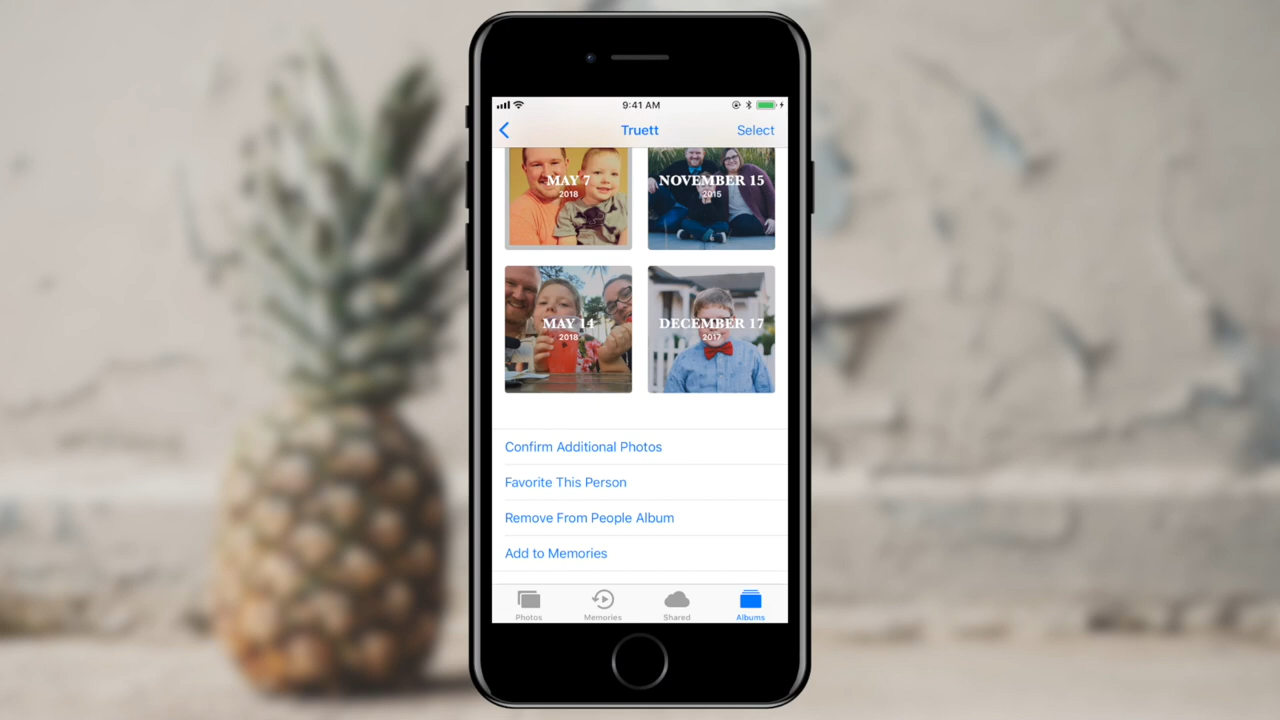 9:41 AM
Truett
Select
MAY 7
2018
NOVEMBER 15
2015
MAY 14
2018
DECEMBER 17
2017
Confirm Additional Photos
Favorite This Person
Remove From People Album
Add to Memories
Photos
Memories
Shared
Albums